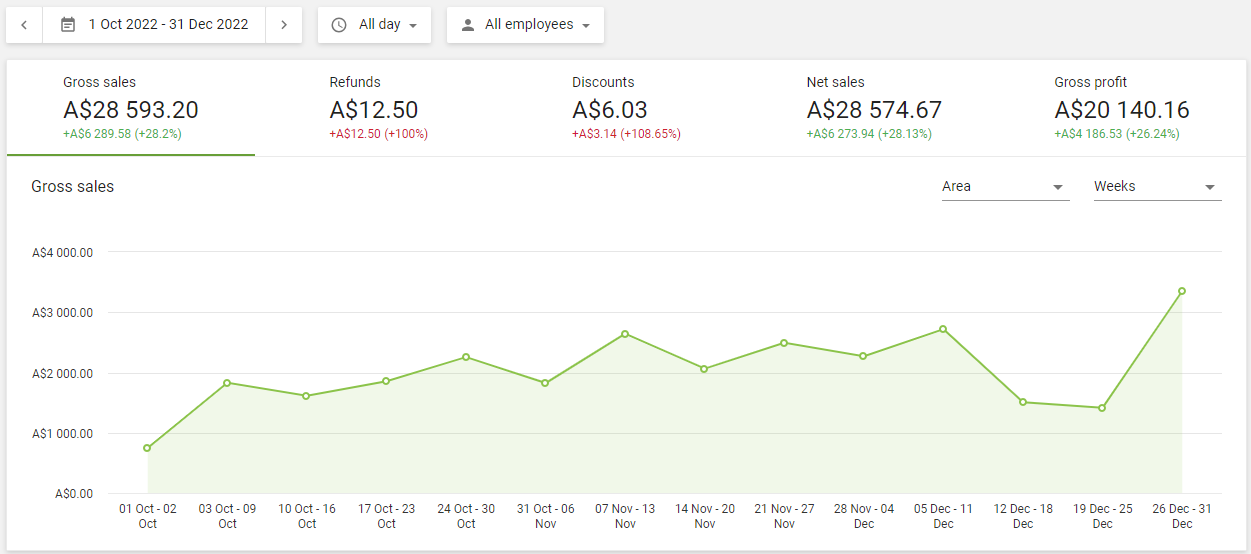 1 Oct 2022 - 31 Dec 2022
All day
All employees
Gross sales
A$28 593.20
+A$6 289.58 (+28.2%)
Refunds
A$12.50
+A$12.50 (+100%)
Discounts
A$6.03
+A$3.14 (+108.65%)
Net sales
A$28 574.67
+A$6 273.94 (+28.13%)
Gross profit
A$20 140.16
+A$4 186.53 (+26.24%)
Gross sales
Area
Weeks
A$4 000.00
A$3 000.00
A$2 000.00
A$1 000.00
A$0.00
01 Oct - 02
Oct
03 Oct - 09
Oct
10 Oct - 16
Oct
17 Oct - 23
Oct
24 Oct - 30
Oct
31 Oct - 06
Nov
07 Nov - 13
Nov
14 Nov - 20
Nov
21 Nov - 27
Nov
28 Nov - 04
Dec
05 Dec - 11
Dec
12 Dec - 18
Dec
19 Dec - 25
Dec
26 Dec - 31
Dec